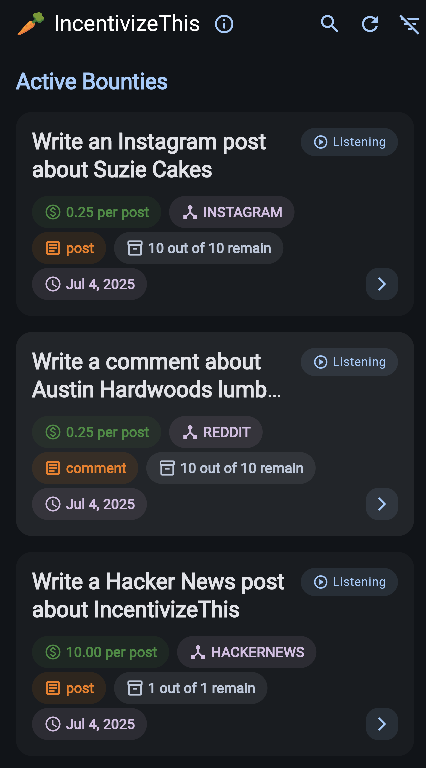 IncentivizeThis
Active Bounties
Write an Instagram post
about Suzie Cakes
Listening
0.25 per post
INSTAGRAM
post
10 out of 10 remain
Jul 4, 2025
Write a comment about
Austin Hardwoods lumb...
Listening
0.25 per post
REDDIT
comment
10 out of 10 remain
Jul 4, 2025
Write a Hacker News post
about IncentivizeThis
Listening
10.00 per post
HACKERNEWS
post
1 out of 1 remain
Jul 4, 2025